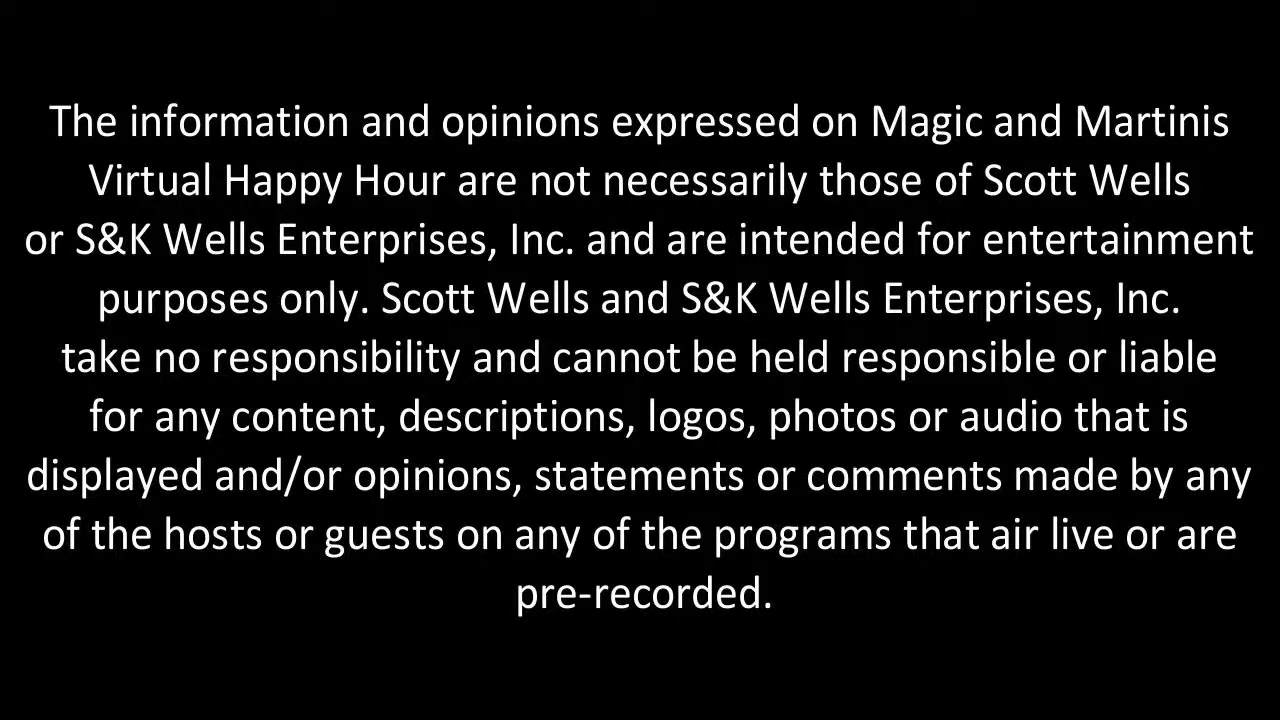 The information and opinions expressed on Magic and Martinis
Virtual Happy Hour are not necessarily those of Scott Wells
or S&K Wells Enterprises, Inc. and are intended for entertainment
purposes only. Scott Wells and S&K Wells Enterprises, Inc.
take no responsibility and cannot be held responsible or liable
for any content, descriptions, logos, photos or audio that is
displayed and/or opinions, statements or comments made by any
of the hosts or guests on any of the programs that air live or are
pre-recorded.